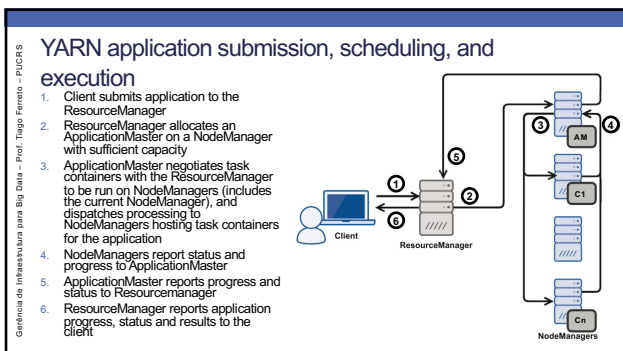 Gerência de Infraestrutura para Big Data – Prof. Tiago Ferreto – PUCRS
YARN application submission, scheduling, and
execution
1. Client submits application to the
ResourceManager
2. ResourceManager allocates an
ApplicationMaster on a NodeManager
with sufficient capacity
3. ApplicationMaster negotiates task
containers with the ResourceManager
to be run on NodeManagers (includes
the current NodeManager), and
dispatches processing to
NodeManagers hosting task containers
for the application
4. NodeManagers report status and
progress to ApplicationMaster
5. ApplicationMaster reports progress and
status to Resourcemanager
6. ResourceManager reports application
progress, status and results to the
client
3
4
AM
5
1
2
6
C1
Client
ResourceManager
Cn
NodeManagers